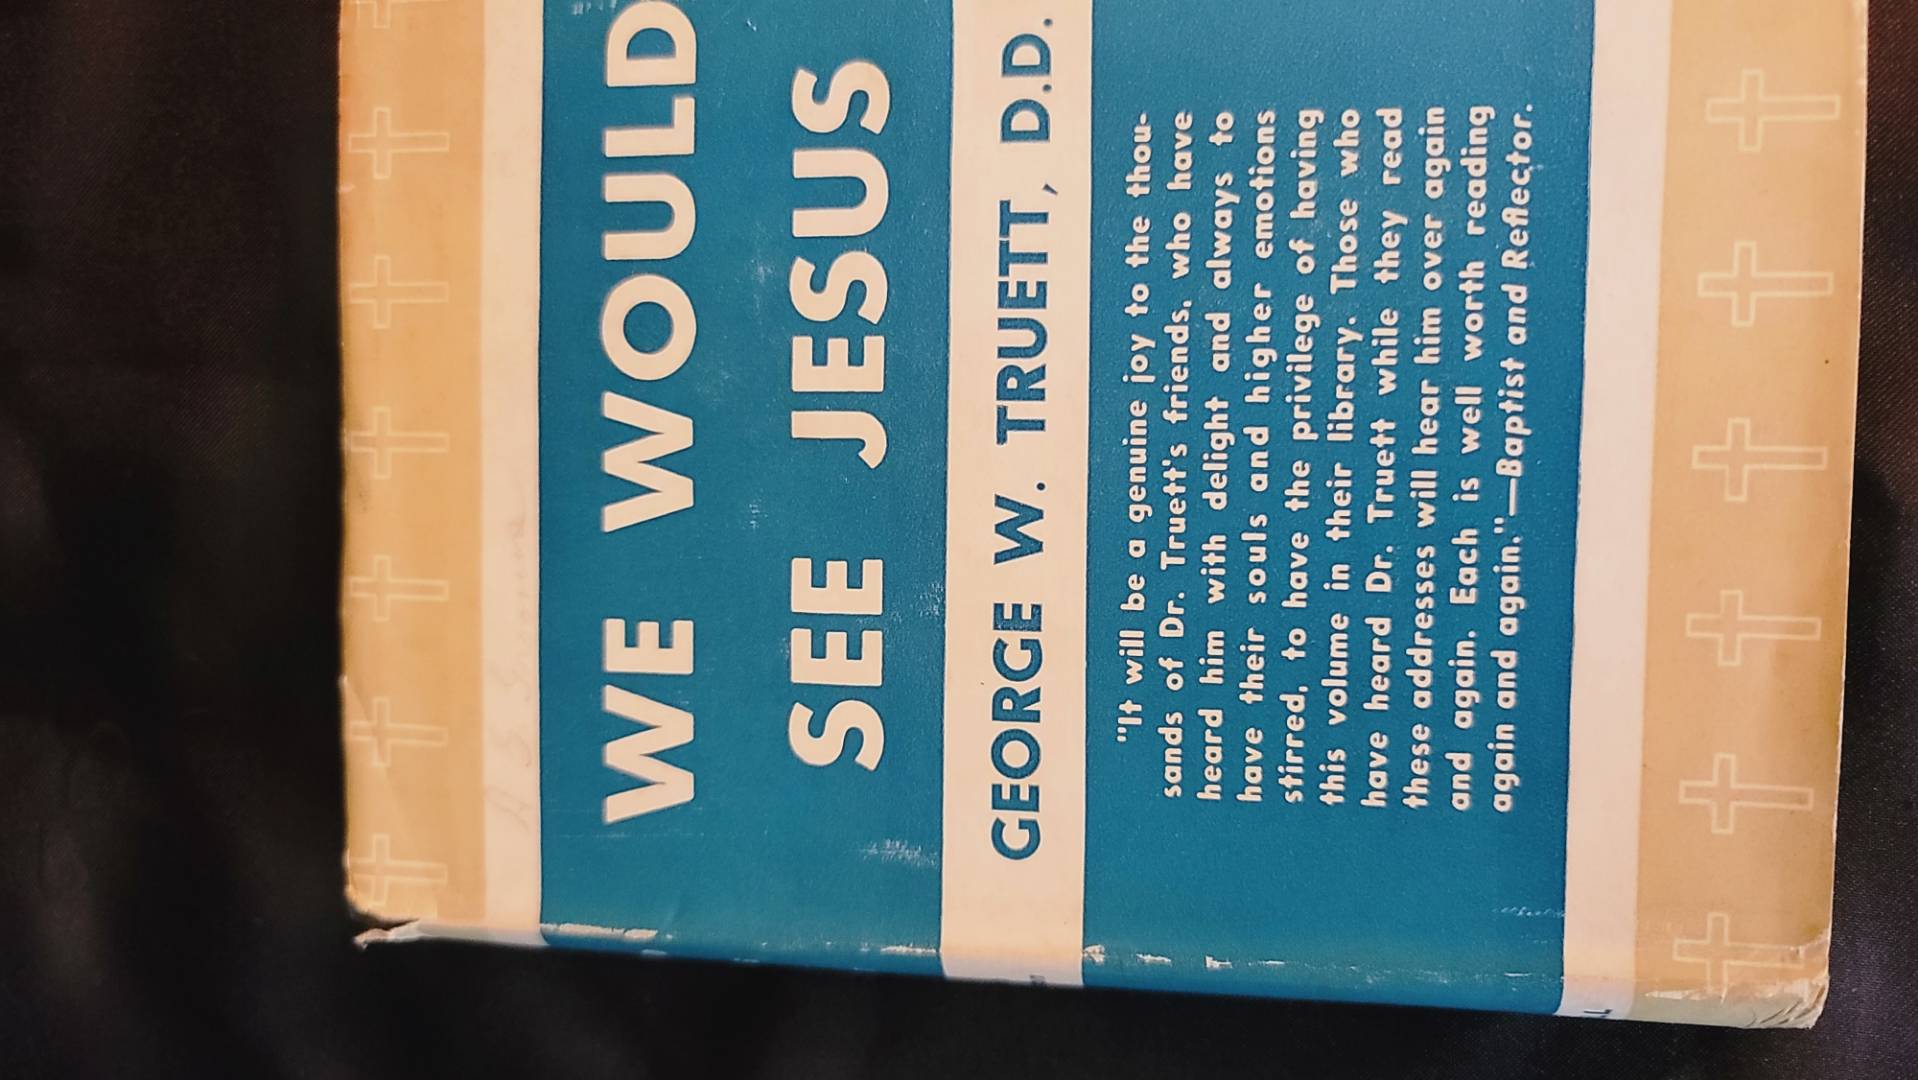 WE WOULD
SEE JESUS
GEORGE W. TRUETT, D.D.
"It will be a genuine joy to the thou-
sands of Dr. Truett's friends, who have
heard him with delight and always to
have their souls and higher emotions
stirred, to have the privilege of having
this volume in their library. Those who
have heard Dr. Truett while they read
these addresses will hear him over again
and again. Each is well worth reading
again and again."—Baptist and Reflector.